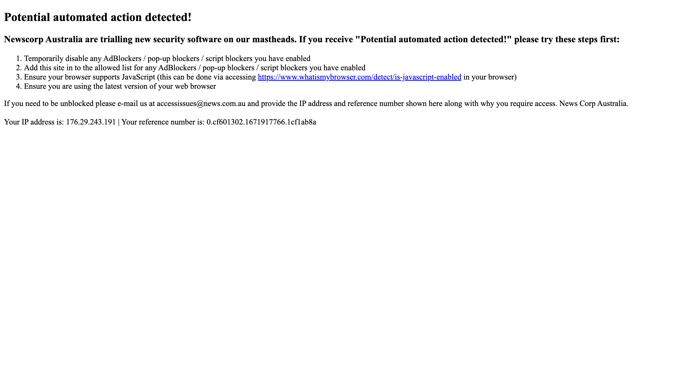 Potential automated action detected!
Newscorp Australia are trialling new security software on our mastheads. If you receive "Potential automated action detected!" please try these steps first:
1. Temporarily disable any AdBlockers / pop-up blockers / script blockers you have enabled
2. Add this site in to the allowed list for any AdBlockers / pop-up blockers / script blockers you have enabled
3. Ensure your browser supports JavaScript (this can be done via accessing https://www.whatismybrowser.com/detect/is-javascript-enabled in your browser)
4. Ensure you are using the latest version of your web browser
If you need to be unblocked please e-mail us at accessissues@news.com.au and provide the IP address and reference number shown here along with why you require access. News Corp Australia.
Your IP address is: 176.29.243.191 | Your reference number is: 0.cf601302.1671917766.1cf1ab8a